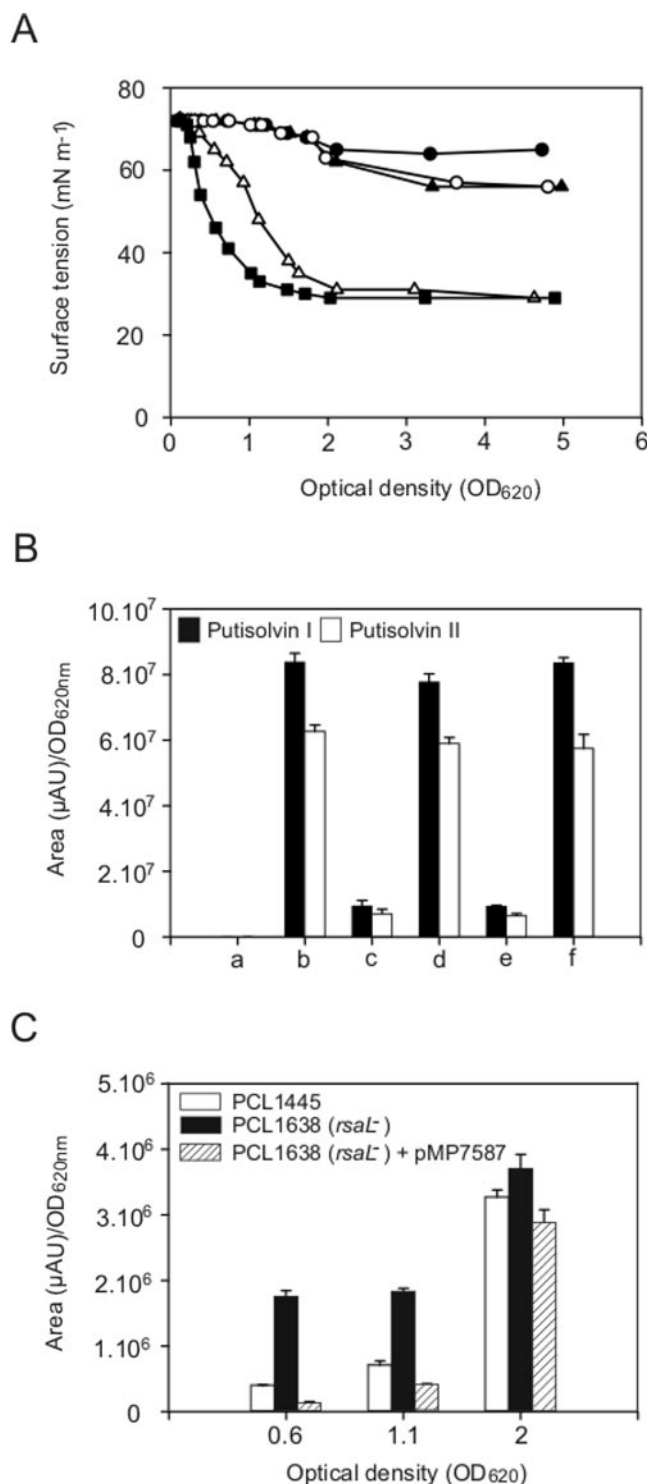 A
80
60
40
20
0
Surface tension (mN m-1)
0 1 2 3 4 5 6
Optical density (OD620)
B
10.10⁷
8.10⁷
6.10⁷
4.10⁷
2.10⁷
0
Area (µAU)/OD620nm
Putisolvin I Putisolvin II
a b c d e f
C
5.10⁶
4.10⁶
3.10⁶
2.10⁶
1.10⁶
0
Area (µAU)/OD620nm
PCL1445
PCL1638 (rsaL-)
PCL1638 (rsaL-) + pMP7587
0.6 1.1 2
Optical density (OD620)